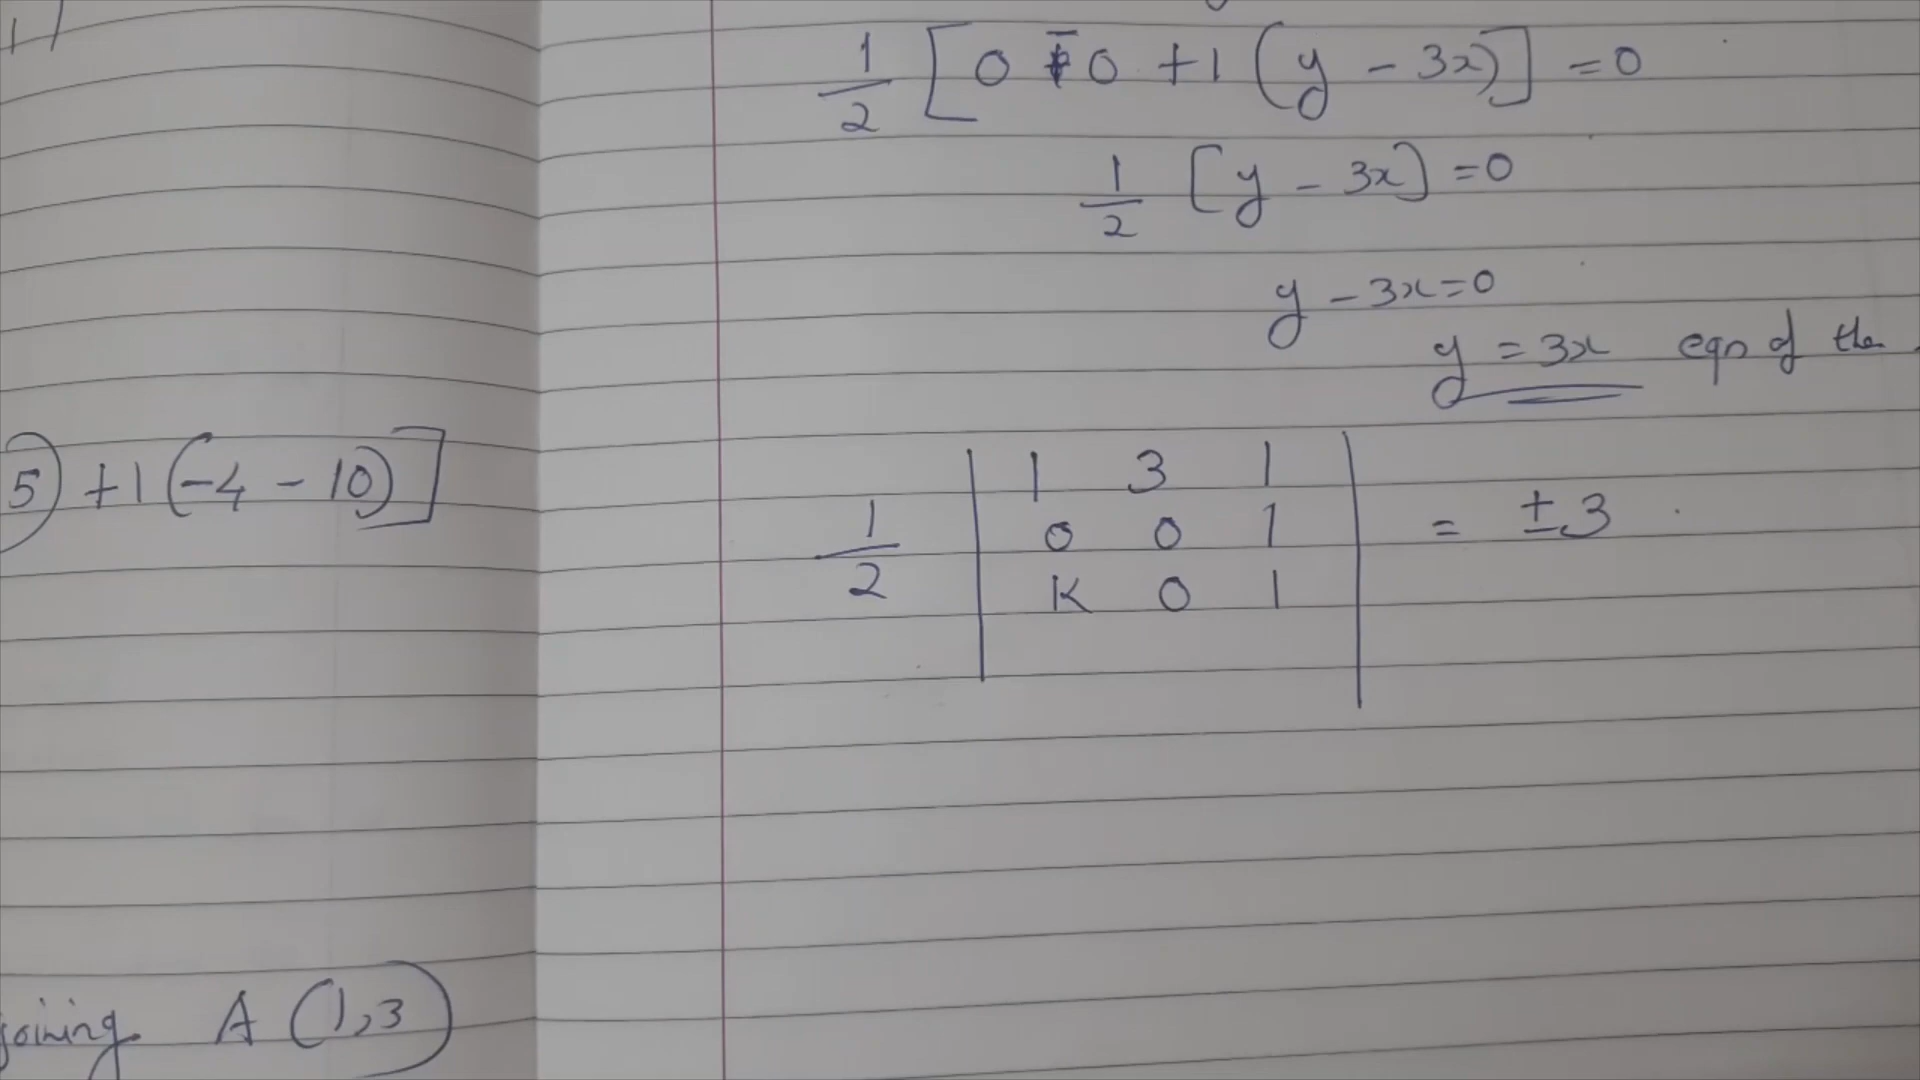 5) +1(-4 - 10)]
joining A (1,3)
1/2 [0 - 0 +1 (y - 3x)] = 0
1/2 [y - 3x] = 0
y - 3x = 0
y = 3x eqn of the
1/2 | 1 3 1 |
| 0 0 1 | = ± 3
| K 0 1 |